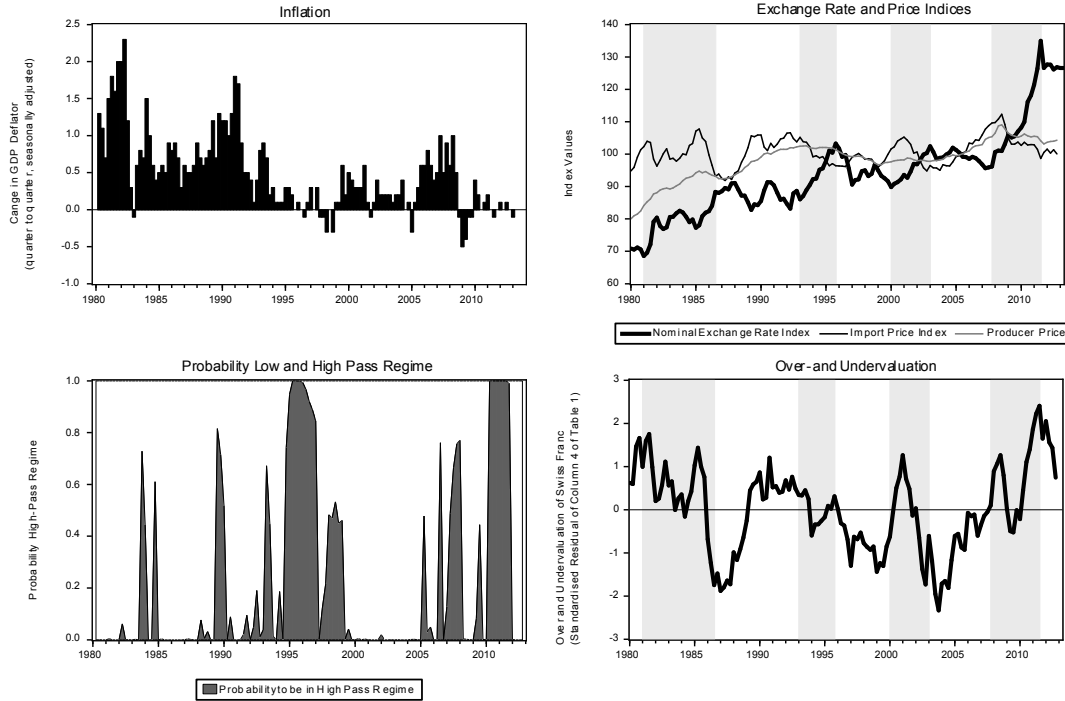 Inflation
Cange in GDP Deflator
(quarter to quarter, seasonally adjusted)
2.5
2.0
1.5
1.0
0.5
0.0
-0.5
-1.0
1980 1985 1990 1995 2000 2005 2010
Exchange Rate and Price Indices
Index Values
140
130
120
110
100
90
80
70
60
1980 1985 1990 1995 2000 2005 2010
Nominal Exchange Rate Index Import Price Index Producer Price
Probability Low and High Pass Regime
Probability High-Pass Regime
1.0
0.8
0.6
0.4
0.2
0.0
1980 1985 1990 1995 2000 2005 2010
Probability to be in High Pass Regime
Over- and Undervaluation
Over and Undervaluation of Swiss Franc
(Standardised Residual of Column 4 of Table 1)
3
2
1
0
-1
-2
-3
1980 1985 1990 1995 2000 2005 2010